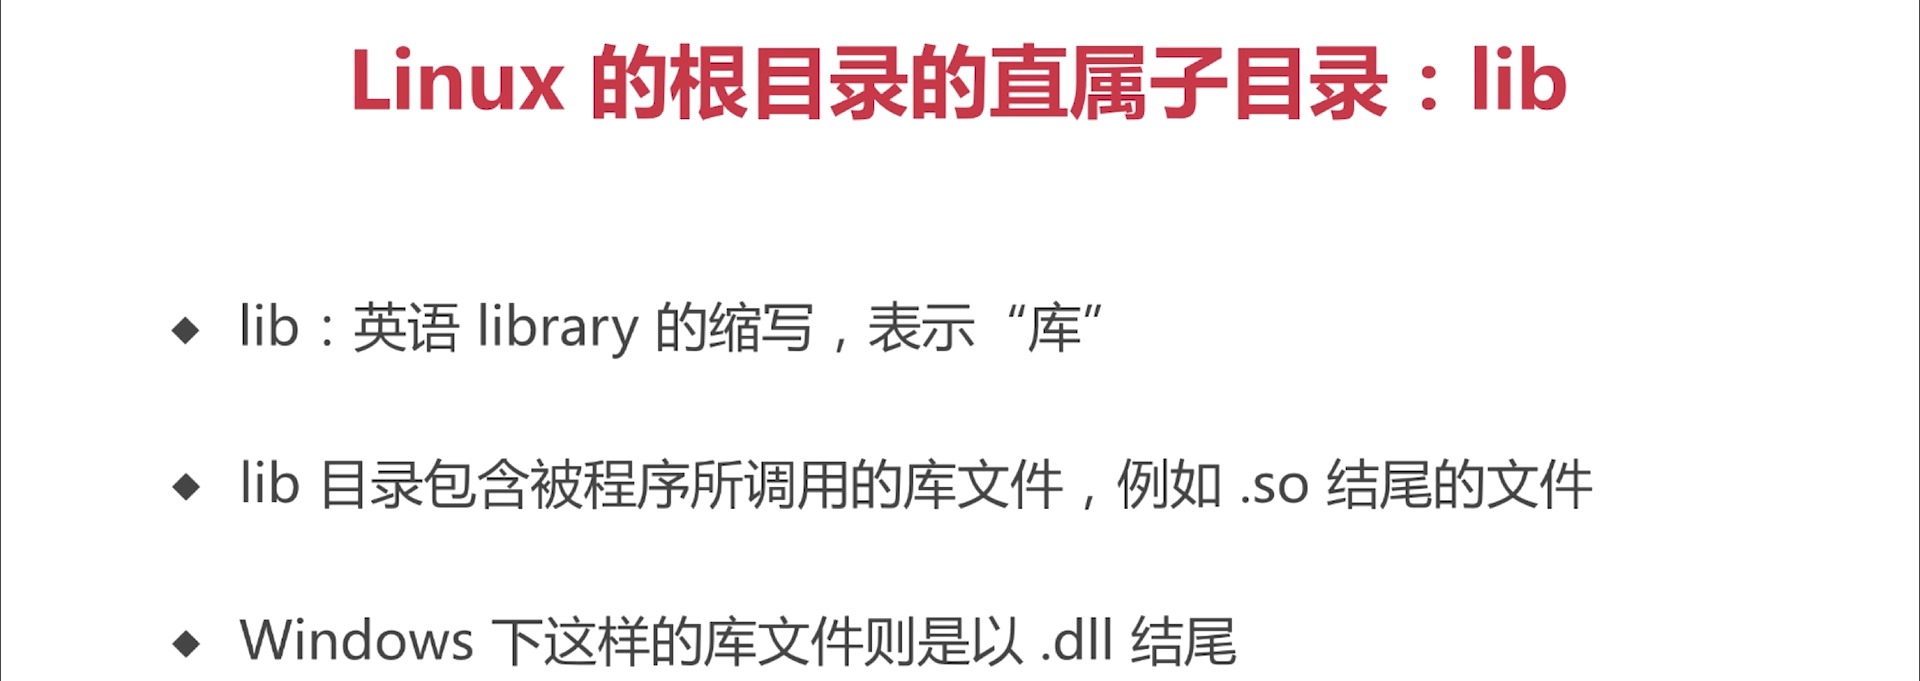 Linux 的根目录的直属子目录：lib
◆ lib：英语 library 的缩写，表示“库”
◆ lib 目录包含被程序所调用的库文件，例如 .so 结尾的文件
◆ Windows 下这样的库文件则是以 .dll 结尾